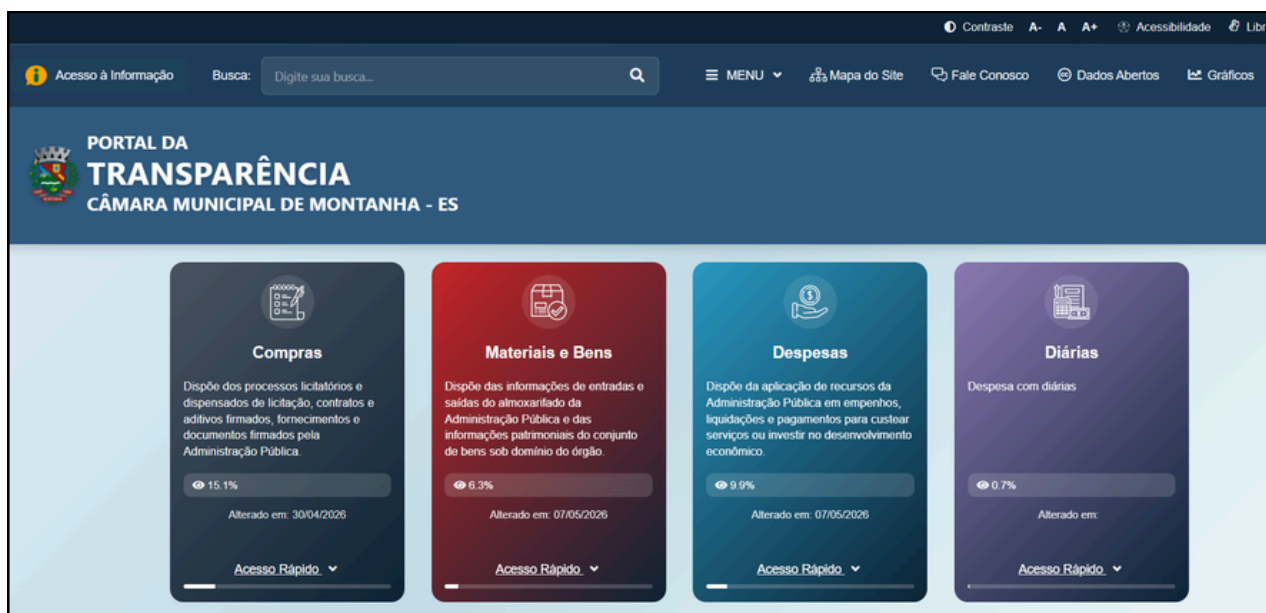 Contraste A- A A+ Acessibilidade Libr
Acesso à Informação Busca: Digite sua busca... MENU Mapa do Site Fale Conosco Dados Abertos Gráficos
PORTAL DA
TRANSPARÊNCIA
CÂMARA MUNICIPAL DE MONTANHA - ES
Compras
Dispõe dos processos licitatórios e
dispensados de licitação, contratos e
aditivos firmados, fornecimentos e
documentos firmados pela
Administração Pública.
15.1%
Alterado em: 30/04/2026
Acesso Rápido
Materiais e Bens
Dispõe das informações de entradas e
saídas do almoxarifado da
Administração Pública e das
informações patrimoniais do conjunto
de bens sob domínio do órgão.
6.3%
Alterado em: 07/05/2026
Acesso Rápido
Despesas
Dispõe da aplicação de recursos da
Administração Pública em empenhos,
liquidações e pagamentos para custear
serviços ou investir no desenvolvimento
econômico.
9.9%
Alterado em: 07/05/2026
Acesso Rápido
Diárias
Despesa com diárias
0.7%
Alterado em:
Acesso Rápido